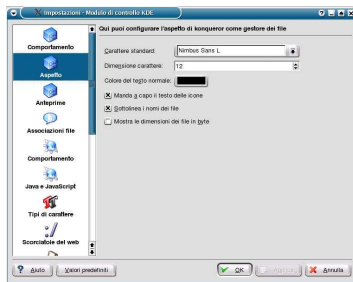 Impostazioni - Modulo di controllo KDE
Comportamento
Aspetto
Anteprime
Associazioni file
Comportamento
Java e JavaScript
Tipi di carattere
Scorciatoie del web
Qui puoi configurare l'aspetto di konqueror come gestore dei file
Carattere standard:
Nimbus Sans L
Dimensione carattere:
12
Colore del testo normale:
Manda a capo il testo delle icone
Sottolinea i nomi dei file
Mostra le dimensioni dei file in byte
Aiuto
Valori predefiniti
OK
Annulla